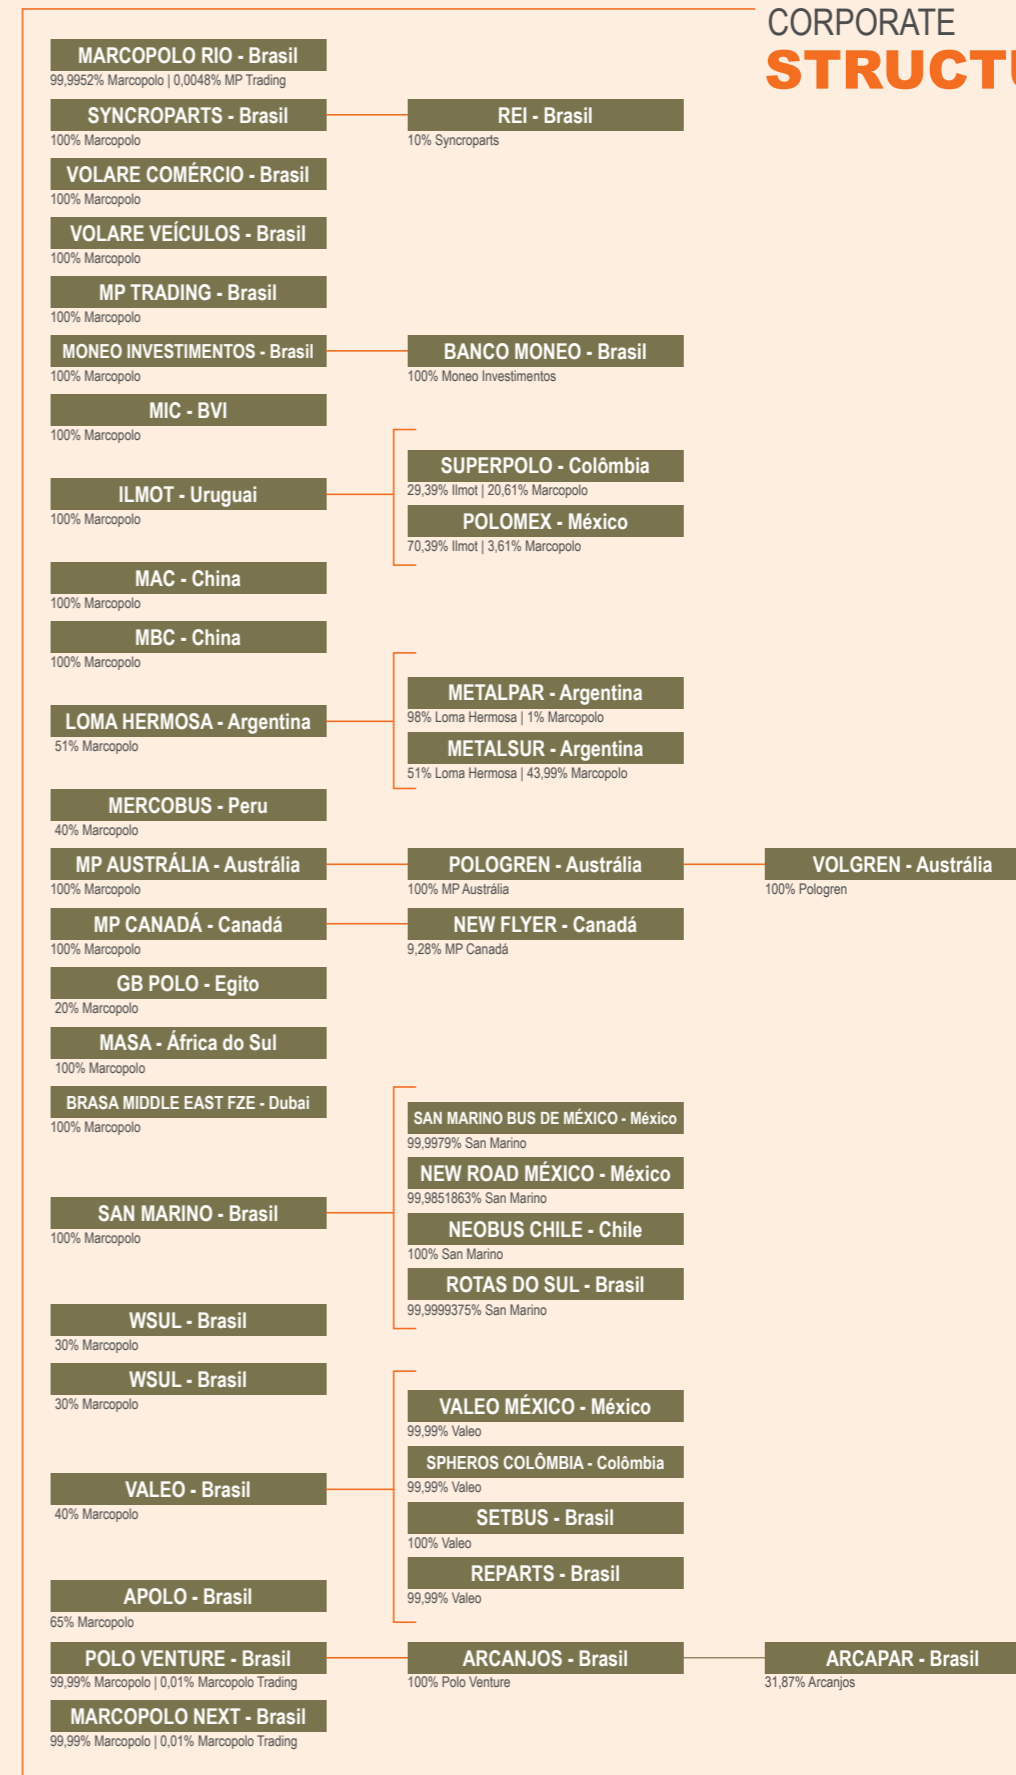 CORPORATE
STRUCTU
MARCOPOLO RIO - Brasil
99,9952% Marcopolo | 0,0048% MP Trading
SYNCROPARTS - Brasil
100% Marcopolo
REI - Brasil
10% Syncroparts
VOLARE COMÉRCIO - Brasil
100% Marcopolo
VOLARE VEÍCULOS - Brasil
100% Marcopolo
MP TRADING - Brasil
100% Marcopolo
MONEO INVESTIMENTOS - Brasil
100% Marcopolo
BANCO MONEO - Brasil
100% Moneo Investimentos
MIC - BVI
100% Marcopolo
ILMOT - Uruguai
100% Marcopolo
SUPERPOLO - Colômbia
29,39% Ilmot | 20,61% Marcopolo
POLOMEX - México
70,39% Ilmot | 3,61% Marcopolo
MAC - China
100% Marcopolo
MBC - China
100% Marcopolo
LOMA HERMOSA - Argentina
51% Marcopolo
METALPAR - Argentina
98% Loma Hermosa | 1% Marcopolo
METALSUR - Argentina
51% Loma Hermosa | 43,99% Marcopolo
MERCOBUS - Peru
40% Marcopolo
MP AUSTRÁLIA - Austrália
100% Marcopolo
POLOGREN - Austrália
100% MP Austrália
VOLGREN - Austrália
100% Pologren
MP CANADÁ - Canadá
100% Marcopolo
NEW FLYER - Canadá
9,28% MP Canadá
GB POLO - Egito
20% Marcopolo
MASA - África do Sul
100% Marcopolo
BRASA MIDDLE EAST FZE - Dubai
100% Marcopolo
SAN MARINO - Brasil
100% Marcopolo
SAN MARINO BUS DE MÉXICO - México
99,9979% San Marino
NEW ROAD MÉXICO - México
99,9851863% San Marino
NEOBUS CHILE - Chile
100% San Marino
ROTAS DO SUL - Brasil
99,9999375% San Marino
WSUL - Brasil
30% Marcopolo
WSUL - Brasil
30% Marcopolo
VALEO - Brasil
40% Marcopolo
VALEO MÉXICO - México
99,99% Valeo
SPHEROS COLÔMBIA - Colômbia
99,99% Valeo
SETBUS - Brasil
100% Valeo
REPARTS - Brasil
99,99% Valeo
APOLO - Brasil
65% Marcopolo
POLO VENTURE - Brasil
99,99% Marcopolo | 0,01% Marcopolo Trading
ARCANJOS - Brasil
100% Polo Venture
ARCAPAR - Brasil
31,87% Arcanjos
MARCOPOLO NEXT - Brasil
99,99% Marcopolo | 0,01% Marcopolo Trading